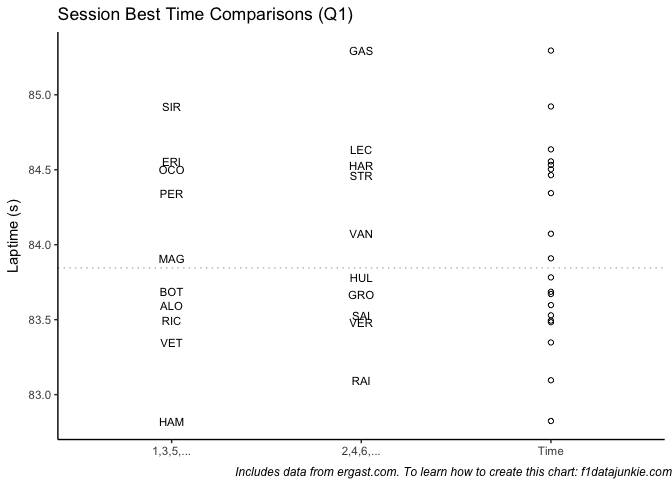 Session Best Time Comparisons (Q1)
GAS
85.0
SIR
LEC
ERI
HAR
84.5
OCO
STR
PER
VAN
84.0
MAG
HUL
BOT
GRO
ALO
SAI
83.5
RIC
VER
VET
RAI
83.0
HAM
Laptime (s)
1,3,5,...
2,4,6,...
Time
Includes data from ergast.com. To learn how to create this chart: f1datajunkie.com